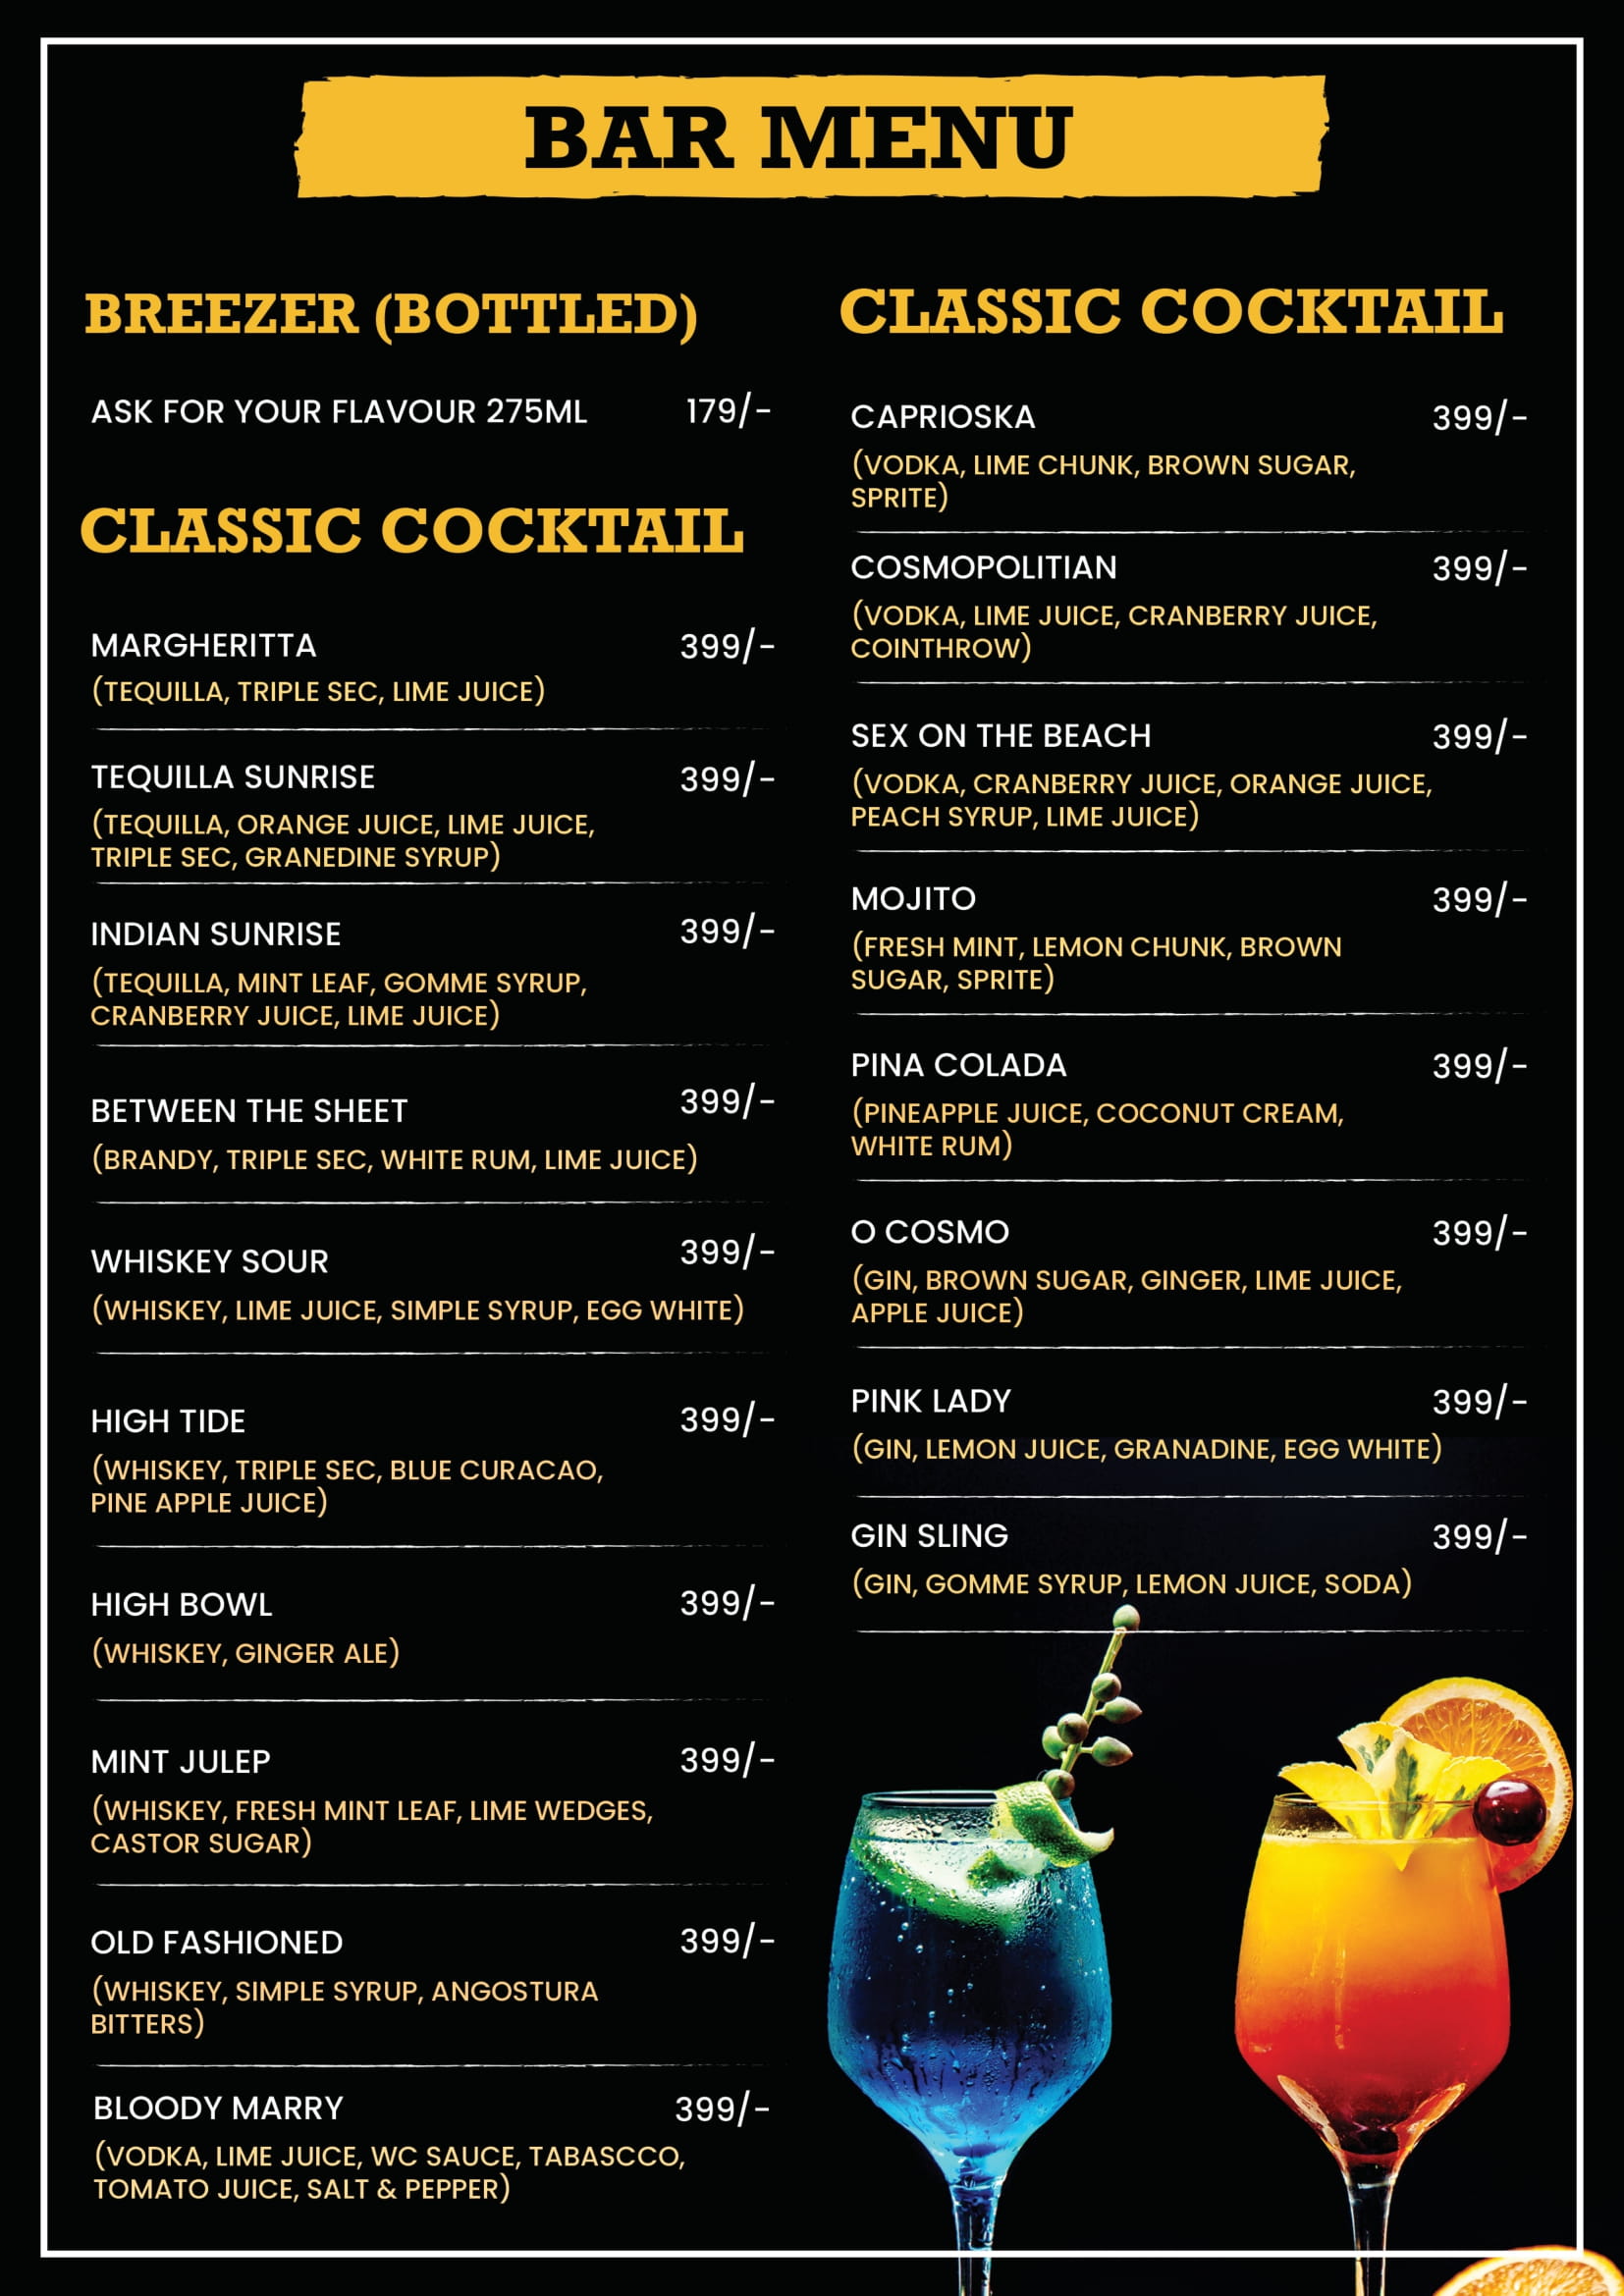 BAR MENU
BREEZER (BOTTLED)
ASK FOR YOUR FLAVOUR 275ML 179/-
CLASSIC COCKTAIL
MARGHERITTA 399/-
(TEQUILLA, TRIPLE SEC, LIME JUICE)
TEQUILLA SUNRISE 399/-
(TEQUILLA, ORANGE JUICE, LIME JUICE,
TRIPLE SEC, GRANEDINE SYRUP)
INDIAN SUNRISE 399/-
(TEQUILLA, MINT LEAF, GOMME SYRUP,
CRANBERRY JUICE, LIME JUICE)
BETWEEN THE SHEET 399/-
(BRANDY, TRIPLE SEC, WHITE RUM, LIME JUICE)
WHISKEY SOUR 399/-
(WHISKEY, LIME JUICE, SIMPLE SYRUP, EGG WHITE)
HIGH TIDE 399/-
(WHISKEY, TRIPLE SEC, BLUE CURACAO,
PINE APPLE JUICE)
HIGH BOWL 399/-
(WHISKEY, GINGER ALE)
MINT JULEP 399/-
(WHISKEY, FRESH MINT LEAF, LIME WEDGES,
CASTOR SUGAR)
OLD FASHIONED 399/-
(WHISKEY, SIMPLE SYRUP, ANGOSTURA
BITTERS)
BLOODY MARRY 399/-
(VODKA, LIME JUICE, WC SAUCE, TABASCCO,
TOMATO JUICE, SALT & PEPPER)
CLASSIC COCKTAIL
CAPRIOSKA 399/-
(VODKA, LIME CHUNK, BROWN SUGAR,
SPRITE)
COSMOPOLITIAN 399/-
(VODKA, LIME JUICE, CRANBERRY JUICE,
COINTHROW)
SEX ON THE BEACH 399/-
(VODKA, CRANBERRY JUICE, ORANGE JUICE,
PEACH SYRUP, LIME JUICE)
MOJITO 399/-
(FRESH MINT, LEMON CHUNK, BROWN
SUGAR, SPRITE)
PINA COLADA 399/-
(PINEAPPLE JUICE, COCONUT CREAM,
WHITE RUM)
O COSMO 399/-
(GIN, BROWN SUGAR, GINGER, LIME JUICE,
APPLE JUICE)
PINK LADY 399/-
(GIN, LEMON JUICE, GRANADINE, EGG WHITE)
GIN SLING 399/-
(GIN, GOMME SYRUP, LEMON JUICE, SODA)